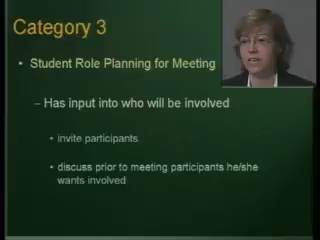 Category 3
• Student Role Planning for Meeting
– Has input into who will be involved
• invite participants
• discuss prior to meeting participants he/she
wants involved